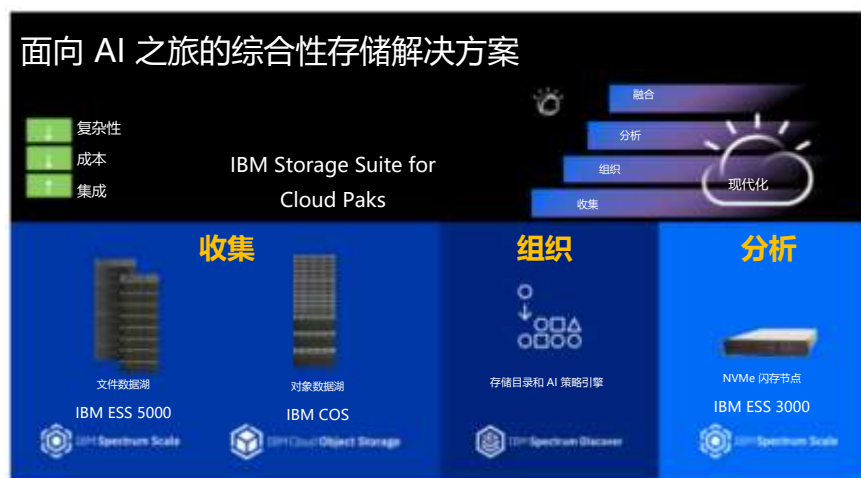 面向 AI 之旅的综合性存储解决方案
复杂性
成本
集成
IBM Storage Suite for
Cloud Paks
融合
分析
组织
收集
现代化
收集
组织
分析
文件数据湖
IBM ESS 5000
IBM Spectrum Scale
对象数据湖
IBM COS
IBM Cloud Object Storage
存储目录和 AI 策略引擎
IBM Spectrum Discover
NVMe 闪存节点
IBM ESS 3000
IBM Spectrum Scale